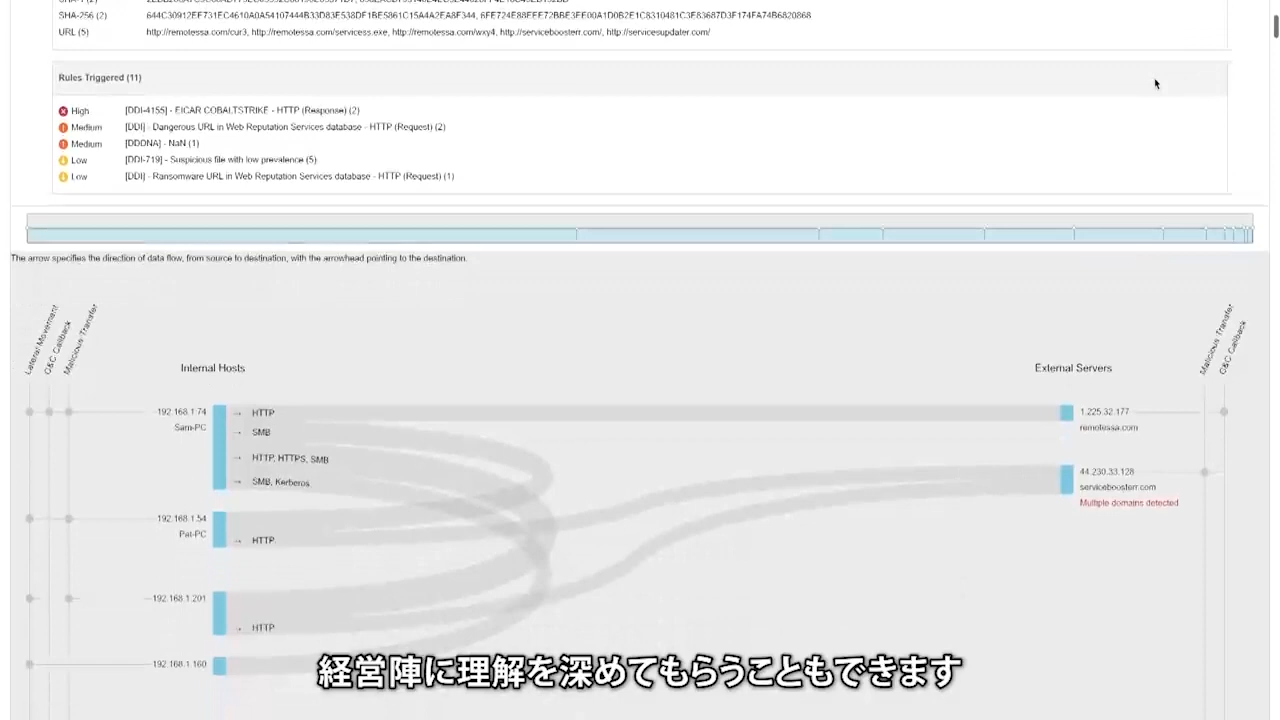 SHA-256 (2) 644C30912EF731EC4610A0A54107444B33D83E538DF1BE5861C15A4A2EA8F344, 6FE724E88FEE72BBE3FE00A1D0B2E1C8310481C3E83687D3F174FA74B6820868
URL (5) http://remotessa.com/cur3, http://remotessa.com/servicess.exe, http://remotessa.com/wxy4, http://serviceboosterr.com/, http://servicesupdater.com/
Rules Triggered (11)
High [DDI-4155] - EICAR COBALTSTRIKE - HTTP (Response) (2)
Medium [DDI] - Dangerous URL in Web Reputation Services database - HTTP (Request) (2)
Medium [DDDNA] - NaN (1)
Low [DDI-719] - Suspicious file with low prevalence (5)
Low [DDI] - Ransomware URL in Web Reputation Services database - HTTP (Request) (1)
The arrow specifies the direction of data flow, from source to destination, with the arrowhead pointing to the destination.
Lateral Movement
C&C Callback
Malicious Transfer
Malicious Transfer
C&C Callback
Internal Hosts External Servers
192.168.1.74 → HTTP 1.225.32.177
Sam-PC → SMB remotessa.com
→ HTTP, HTTPS, SMB
44.230.33.128
→ SMB, Kerberos serviceboosterr.com
Multiple domains detected
192.168.1.54
Pat-PC → HTTP
192.168.1.201
→ HTTP
192.168.1.160
経営陣に理解を深めてもらうこともできます